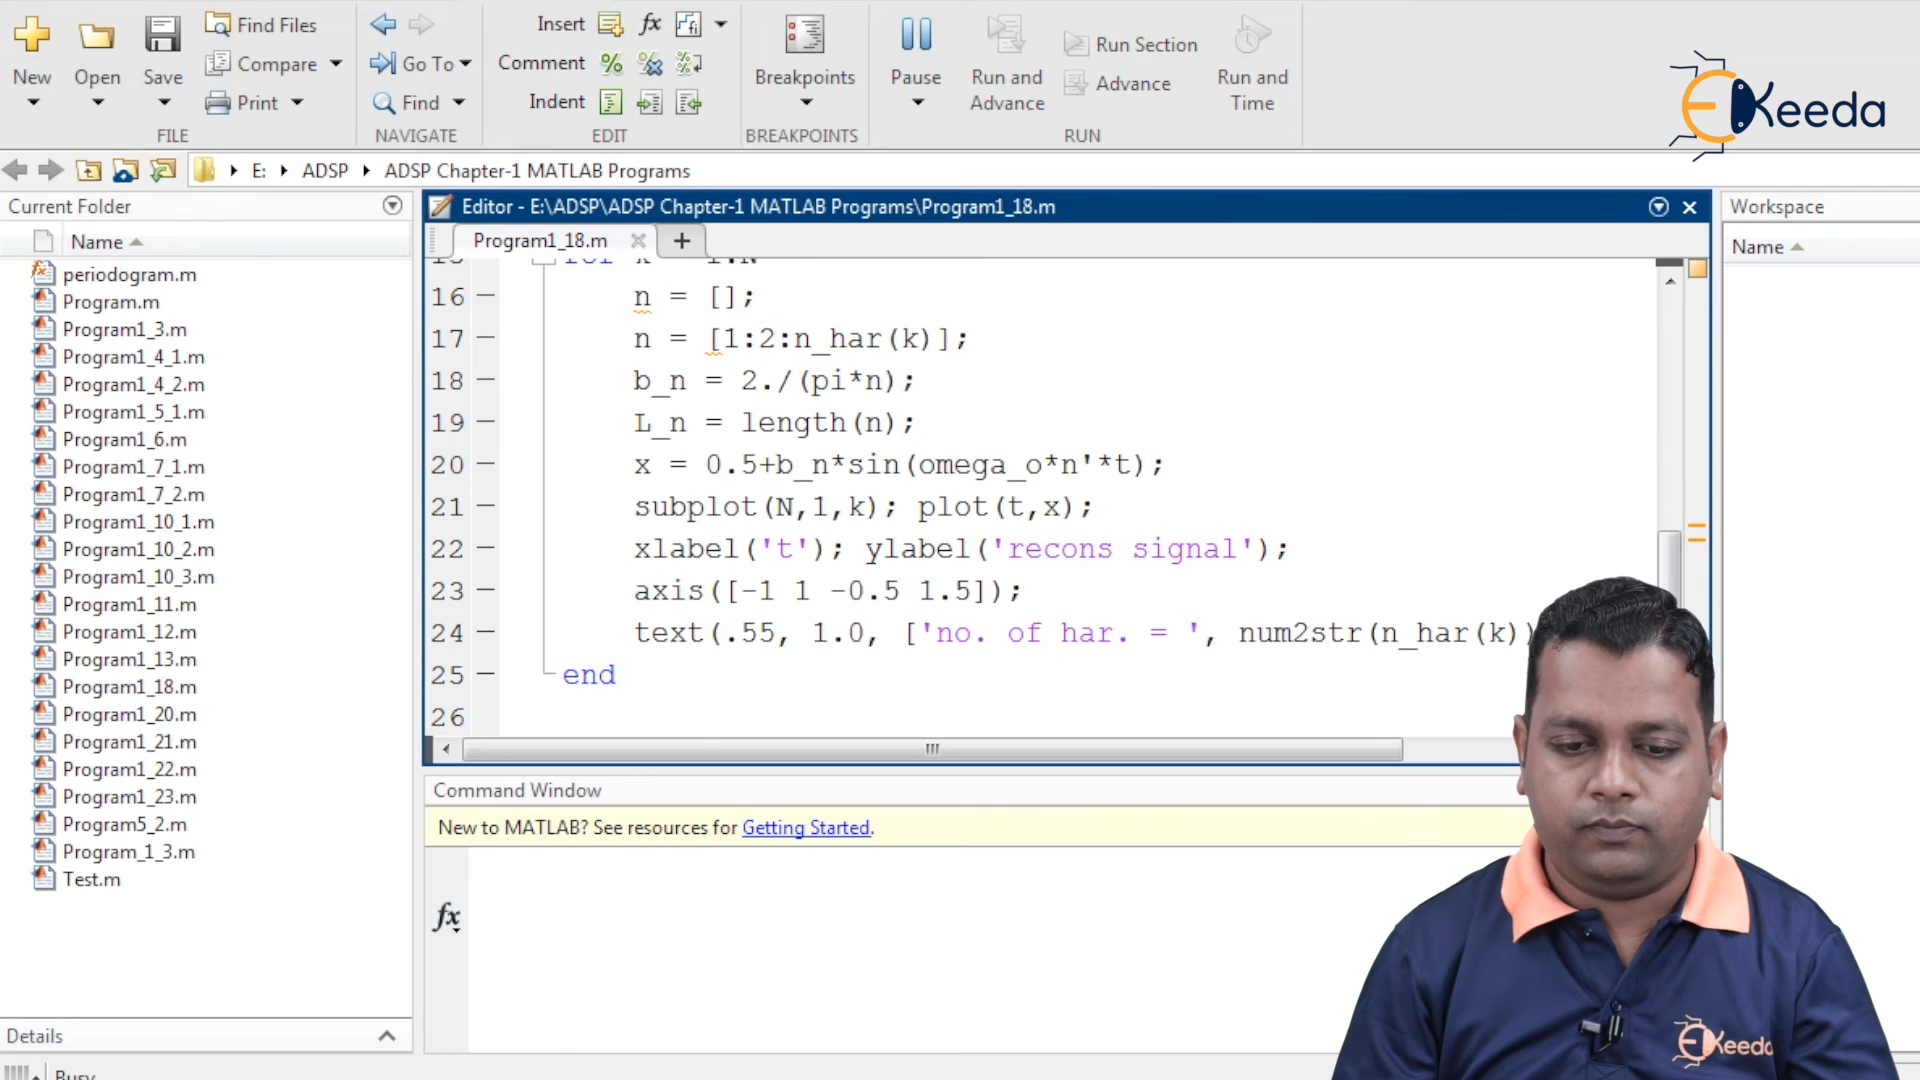 New
Open
Save
Find Files
Compare
Print
FILE
Go To
Find
NAVIGATE
Insert
fx
fi
Comment
%
Indent
EDIT
Breakpoints
BREAKPOINTS
Pause
Run and
Advance
Run Section
Advance
Run and
Time
RUN
EKeeda
E: ADSP ADSP Chapter-1 MATLAB Programs
Current Folder
Name
periodogram.m
Program.m
Program1_3.m
Program1_4_1.m
Program1_4_2.m
Program1_5_1.m
Program1_6.m
Program1_7_1.m
Program1_7_2.m
Program1_10_1.m
Program1_10_2.m
Program1_10_3.m
Program1_11.m
Program1_12.m
Program1_13.m
Program1_18.m
Program1_20.m
Program1_21.m
Program1_22.m
Program1_23.m
Program5_2.m
Program_1_3.m
Test.m
Details
Busy
Editor - E:\ADSP\ADSP Chapter-1 MATLAB Programs\Program1_18.m
Program1_18.m
16 n = [];
17 n = [1:2:n_har(k)];
18 b_n = 2./(pi*n);
19 L_n = length(n);
20 x = 0.5+b_n*sin(omega_o*n'*t);
21 subplot(N,1,k); plot(t,x);
22 xlabel('t'); ylabel('recons signal');
23 axis([-1 1 -0.5 1.5]);
24 text(.55, 1.0, ['no. of har. = ', num2str(n_har(k))
25 end
26
Command Window
New to MATLAB? See resources for Getting Started.
fx
Workspace
Name
EKeeda